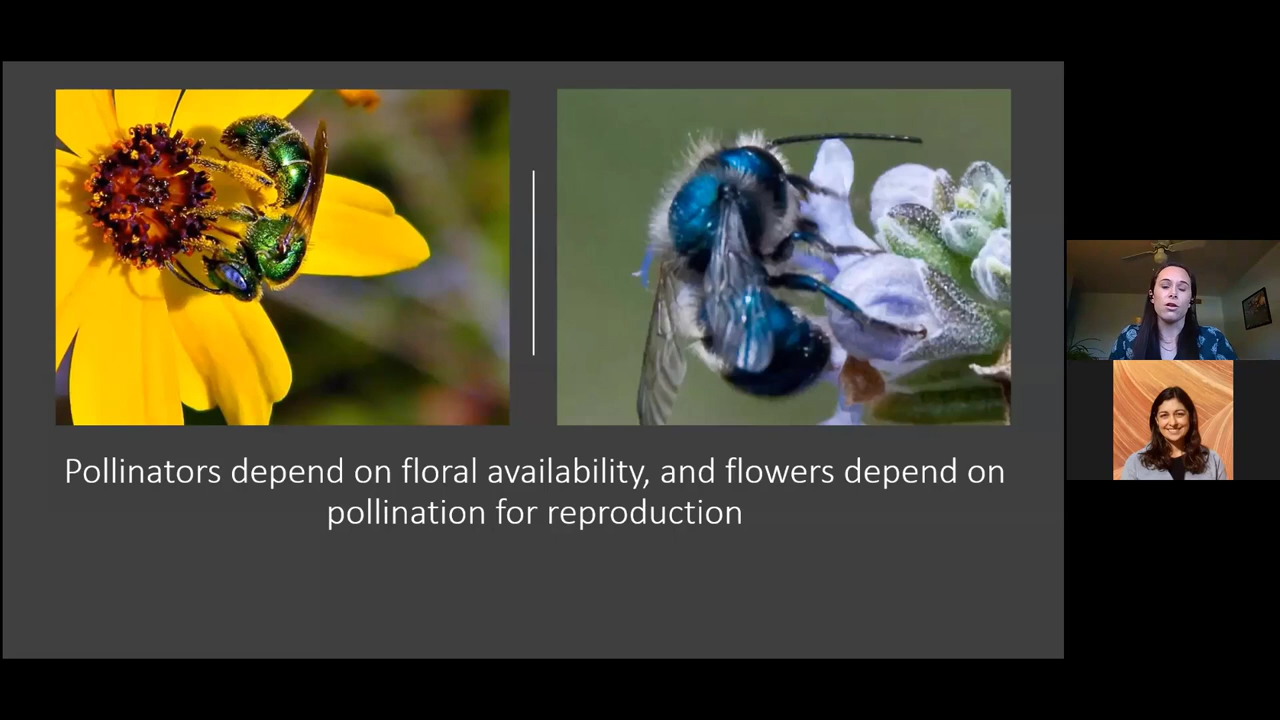 Pollinators depend on floral availability, and flowers depend on
pollination for reproduction